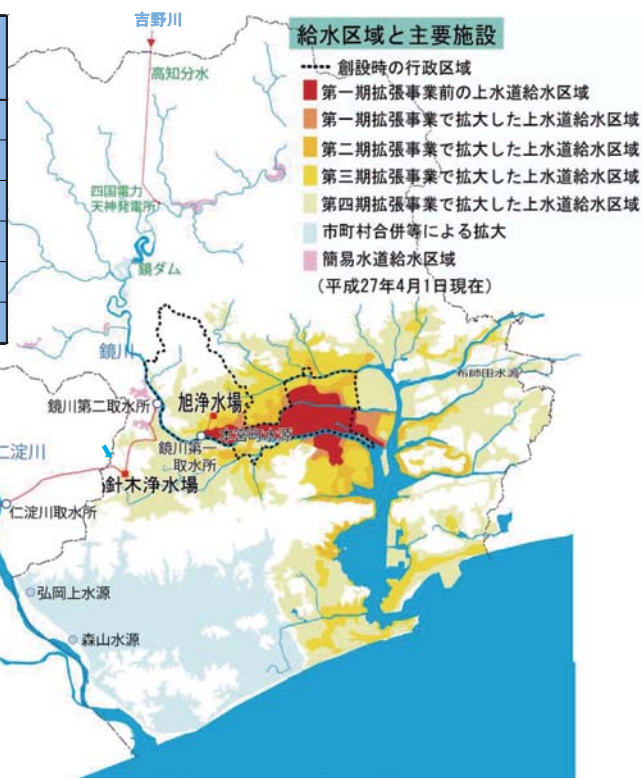 吉野川
給水区域と主要施設
創設時の行政区域
第一期拡張事業前の上水道給水区域
第一期拡張事業で拡大した上水道給水区域
第二期拡張事業で拡大した上水道給水区域
第三期拡張事業で拡大した上水道給水区域
第四期拡張事業で拡大した上水道給水区域
市町村合併等による拡大
簡易水道給水区域
(平成27年4月1日現在)
高知分水
四国電力
天神発電所
鏡ダム
鏡川
布師田水源
鏡川第二取水所
旭浄水場
本宮町水源
鏡川第一
取水所
仁淀川
針木浄水場
仁淀川取水所
弘岡上水源
森山水源